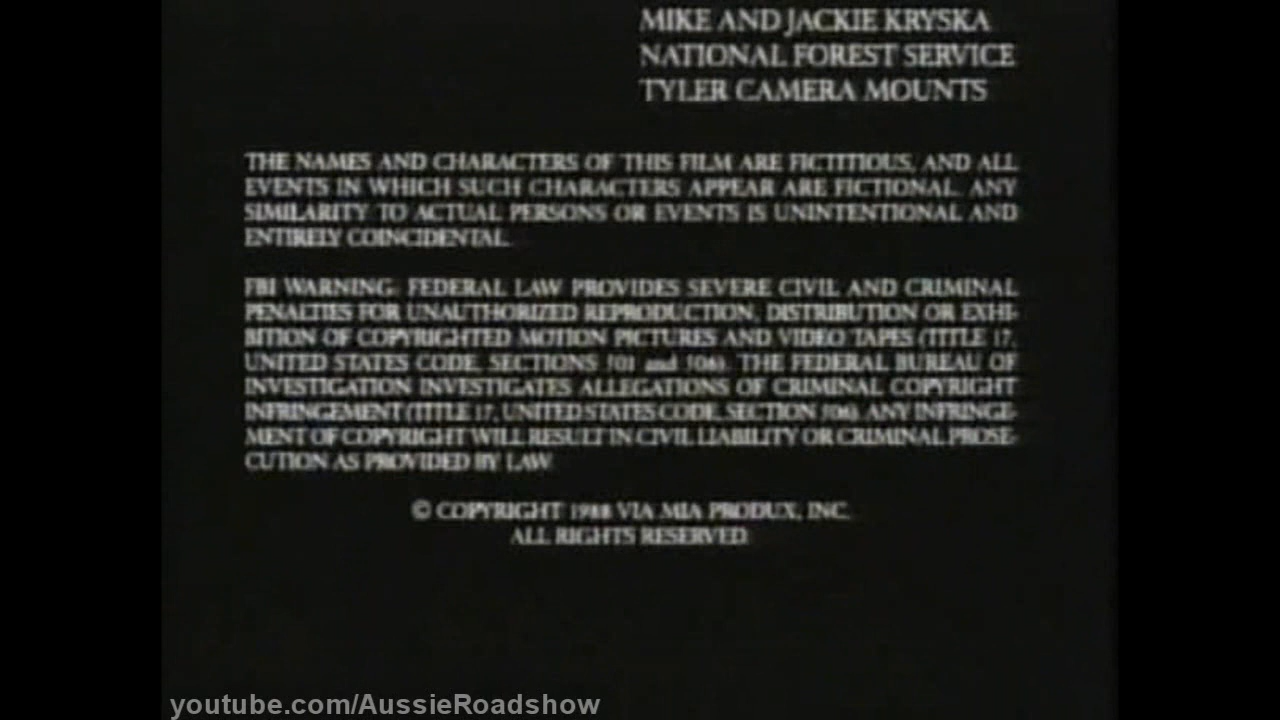 MIKE AND JACKIE KRYSKA
NATIONAL FOREST SERVICE
TYLER CAMERA MOUNTS
THE NAMES AND CHARACTERS OF THIS FILM ARE FICTITIOUS, AND ALL
EVENTS IN WHICH SUCH CHARACTERS APPEAR ARE FICTIONAL. ANY
SIMILARITY TO ACTUAL PERSONS OR EVENTS IS UNINTENTIONAL AND
ENTIRELY COINCIDENTAL.
FBI WARNING: FEDERAL LAW PROVIDES SEVERE CIVIL AND CRIMINAL
PENALTIES FOR UNAUTHORIZED REPRODUCTION, DISTRIBUTION OR EXHI-
BITION OF COPYRIGHTED MOTION PICTURES AND VIDEO TAPES (TITLE 17,
UNITED STATES CODE, SECTIONS 501 and 506). THE FEDERAL BUREAU OF
INVESTIGATION INVESTIGATES ALLEGATIONS OF CRIMINAL COPYRIGHT
INFRINGEMENT (TITLE 17, UNITED STATES CODE, SECTION 506). ANY INFRINGE-
MENT OF COPYRIGHT WILL RESULT IN CIVIL LIABILITY OR CRIMINAL PROSE-
CUTION AS PROVIDED BY LAW.
© COPYRIGHT 1988 VIA MIA PRODUX, INC.
ALL RIGHTS RESERVED.
youtube.com/AussieRoadshow